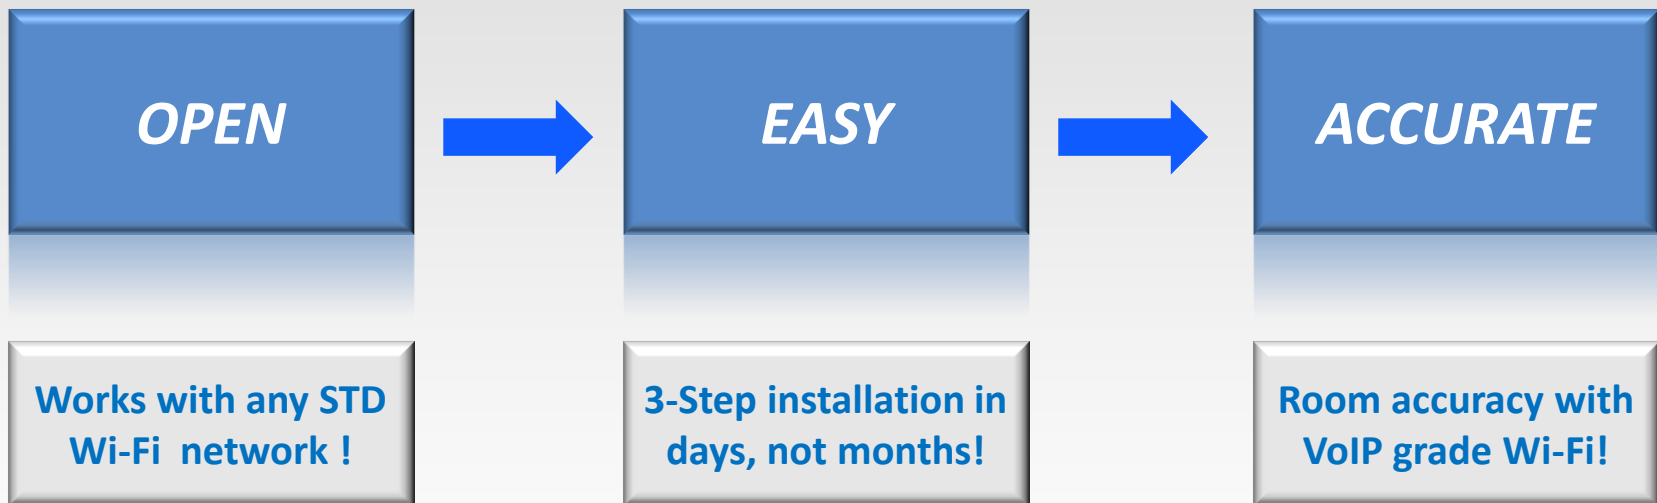 OPEN
EASY
ACCURATE
Works with any STD
Wi-Fi network !
3-Step installation in
days, not months!
Room accuracy with
VoIP grade Wi-Fi!